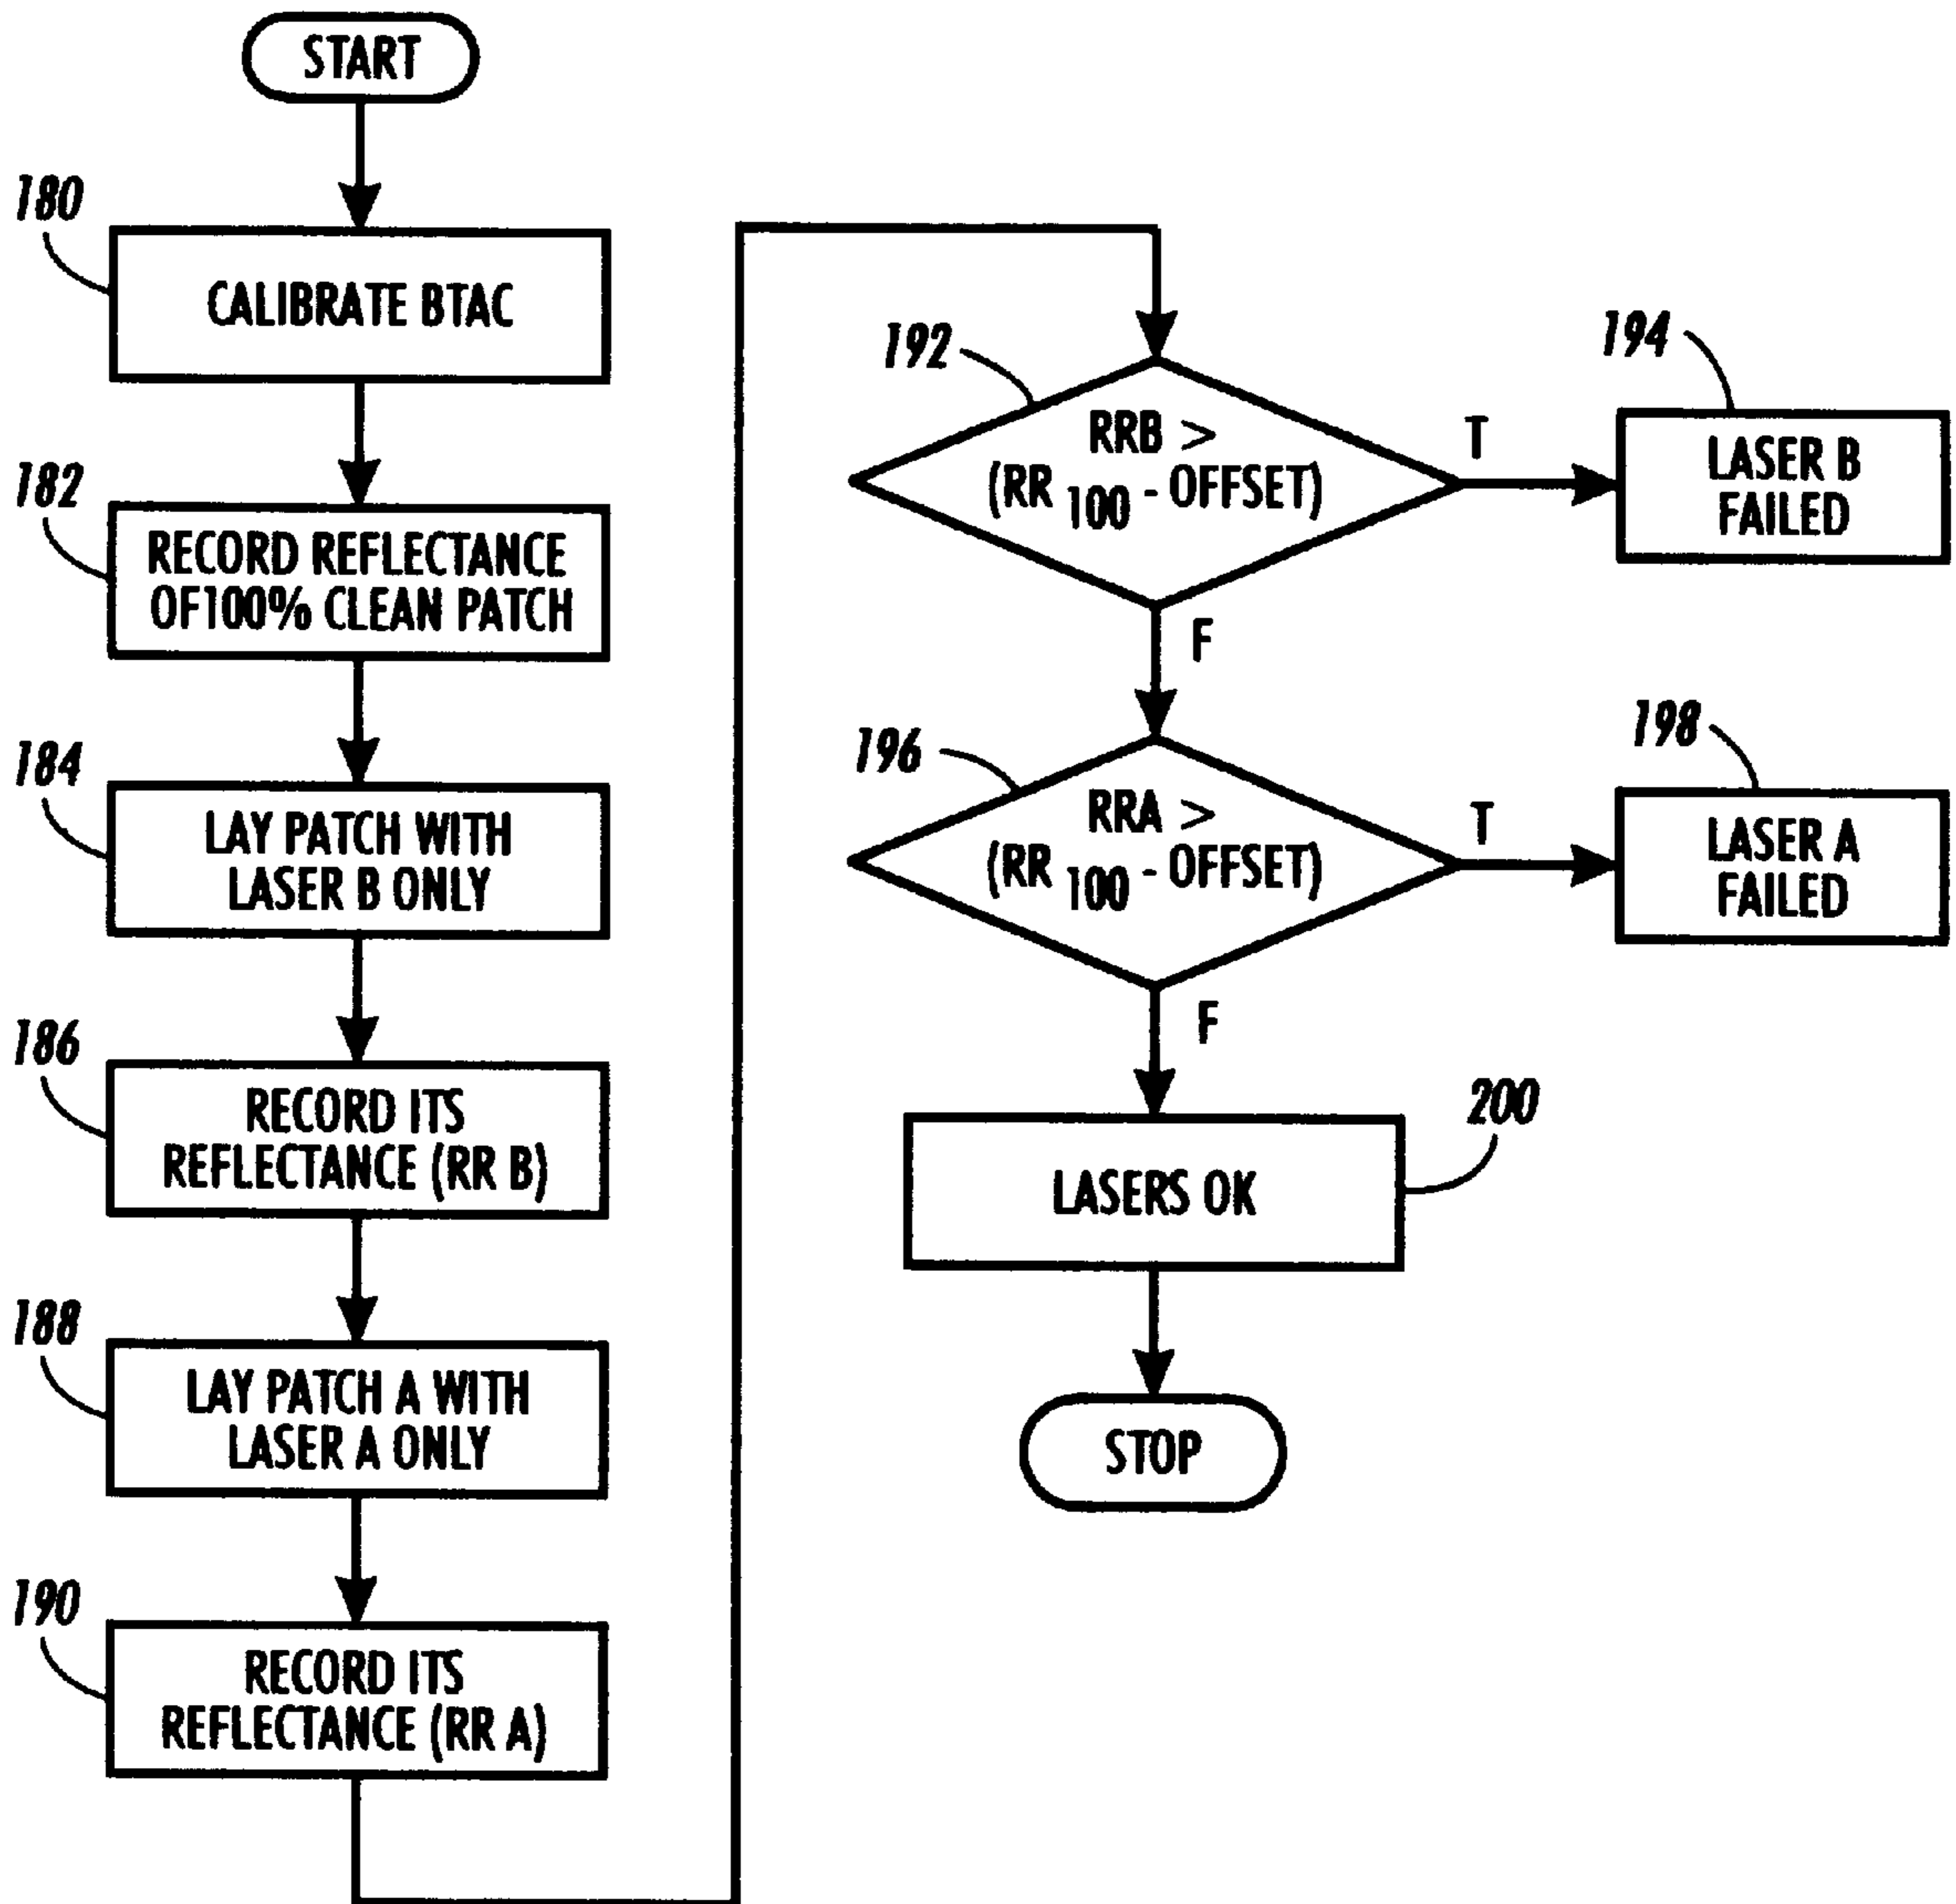 START
180
CALIBRATE BTAC
182
RECORD REFLECTANCE
OF100% CLEAN PATCH
184
LAY PATCH WITH
LASER B ONLY
186
RECORD ITS
REFLECTANCE (RR B)
188
LAY PATCH A WITH
LASER A ONLY
190
RECORD ITS
REFLECTANCE (RR A)
192
RRB >
(RR 100 - OFFSET)
T
194
LASER B
FAILED
F
196
RRA >
(RR 100 - OFFSET)
T
198
LASER A
FAILED
F
200
LASERS OK
STOP